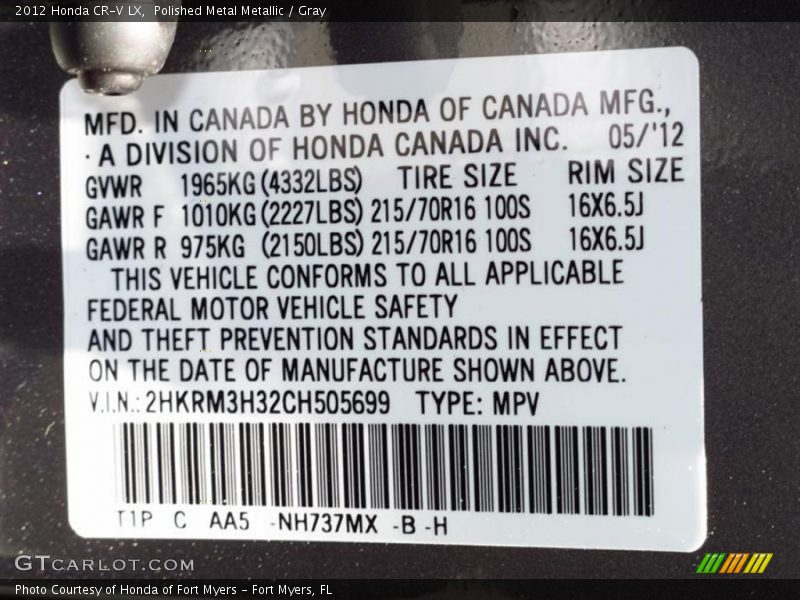 2012 Honda CR-V LX, Polished Metal Metallic / Gray
MFD. IN CANADA BY HONDA OF CANADA MFG.,
· A DIVISION OF HONDA CANADA INC. 05/'12
GVWR 1965KG (4332LBS) TIRE SIZE RIM SIZE
GAWR F 1010KG (2227LBS) 215/70R16 100S 16X6.5J
GAWR R 975KG (2150LBS) 215/70R16 100S 16X6.5J
THIS VEHICLE CONFORMS TO ALL APPLICABLE
FEDERAL MOTOR VEHICLE SAFETY
AND THEFT PREVENTION STANDARDS IN EFFECT
ON THE DATE OF MANUFACTURE SHOWN ABOVE.
V.I.N.: 2HKRM3H32CH505699 TYPE: MPV
T1P C AA5 -NH737MX -B -H
GTCARLOT.COM
Photo Courtesy of Honda of Fort Myers - Fort Myers, FL